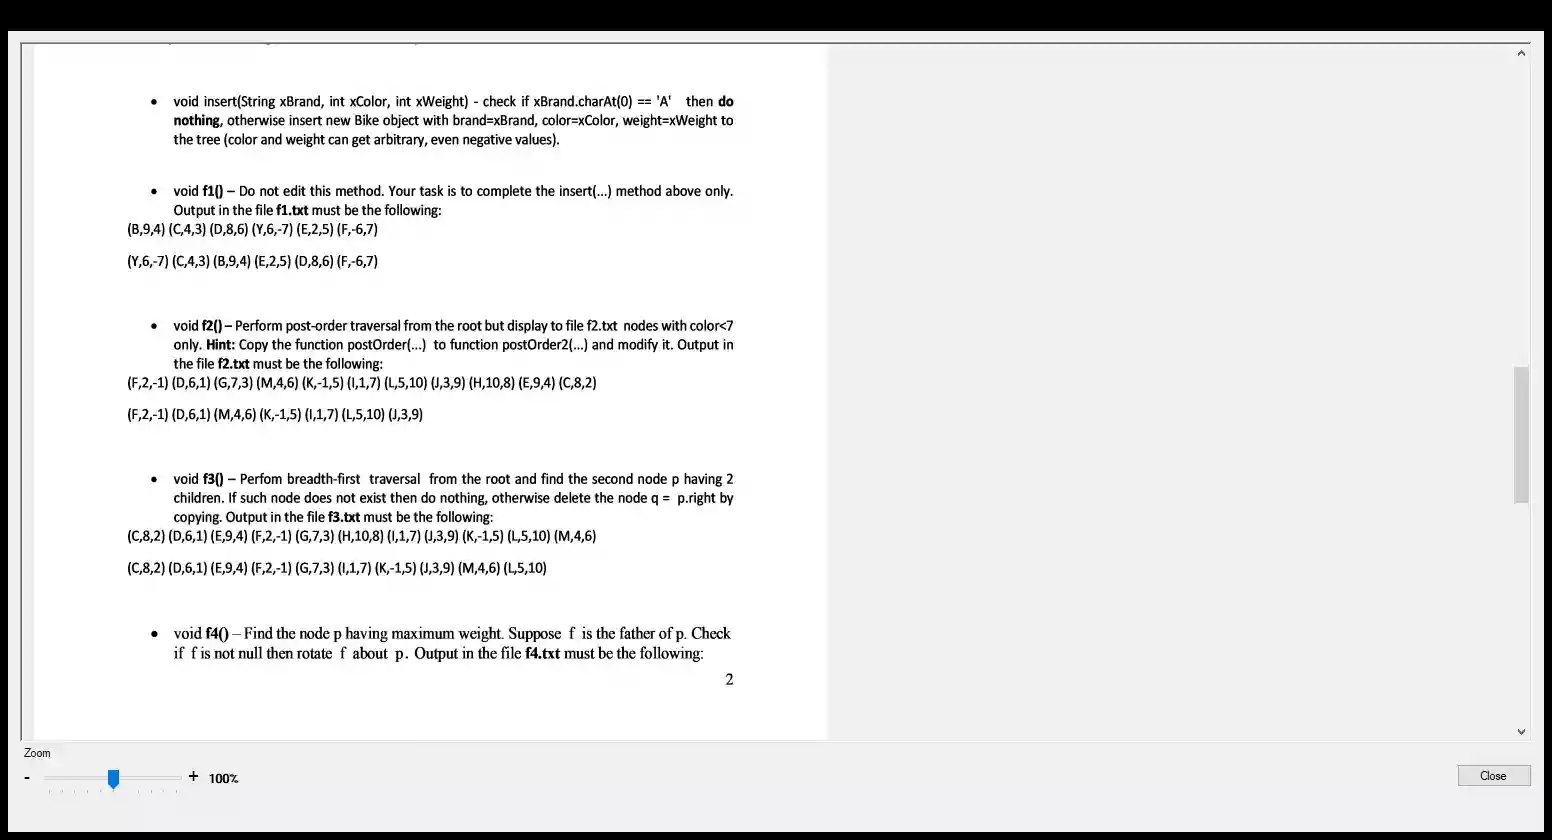 • void insert(String xBrand, int xColor, int xWeight) - check if xBrand.charAt(0) == 'A' then do
nothing, otherwise insert new Bike object with brand=xBrand, color=xColor, weight=xWeight to
the tree (color and weight can get arbitrary, even negative values).
• void f1() – Do not edit this method. Your task is to complete the insert(...) method above only.
Output in the file f1.txt must be the following:
(B,9,4) (C,4,3) (D,8,6) (Y,6,-7) (E,2,5) (F,-6,7)
(Y,6,-7) (C,4,3) (B,9,4) (E,2,5) (D,8,6) (F,-6,7)
• void f2() – Perform post-order traversal from the root but display to file f2.txt nodes with color<7
only. Hint: Copy the function postOrder(...) to function postOrder2(...) and modify it. Output in
the file f2.txt must be the following:
(F,2,-1) (D,6,1) (G,7,3) (M,4,6) (K,-1,5) (I,1,7) (L,5,10) (J,3,9) (H,10,8) (E,9,4) (C,8,2)
(F,2,-1) (D,6,1) (M,4,6) (K,-1,5) (I,1,7) (L,5,10) (J,3,9)
• void f3() – Perfom breadth-first traversal from the root and find the second node p having 2
children. If such node does not exist then do nothing, otherwise delete the node q = p.right by
copying. Output in the file f3.txt must be the following:
(C,8,2) (D,6,1) (E,9,4) (F,2,-1) (G,7,3) (H,10,8) (I,1,7) (J,3,9) (K,-1,5) (L,5,10) (M,4,6)
(C,8,2) (D,6,1) (E,9,4) (F,2,-1) (G,7,3) (I,1,7) (K,-1,5) (J,3,9) (M,4,6) (L,5,10)
• void f4() – Find the node p having maximum weight. Suppose f is the father of p. Check
if f is not null then rotate f about p. Output in the file f4.txt must be the following:
2
Zoom
- + 100%
Close